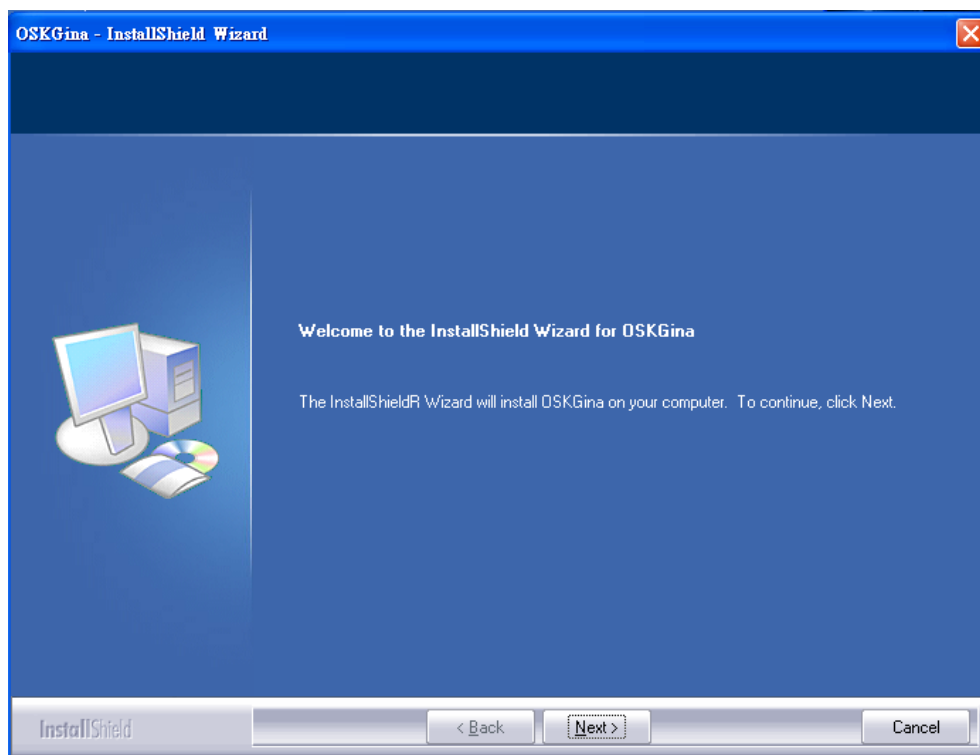 OSKGina - InstallShield Wizard
Welcome to the InstallShield Wizard for OSKGina
The InstallShieldR Wizard will install OSKGina on your computer. To continue, click Next.
InstallShield
< Back
Next >
Cancel